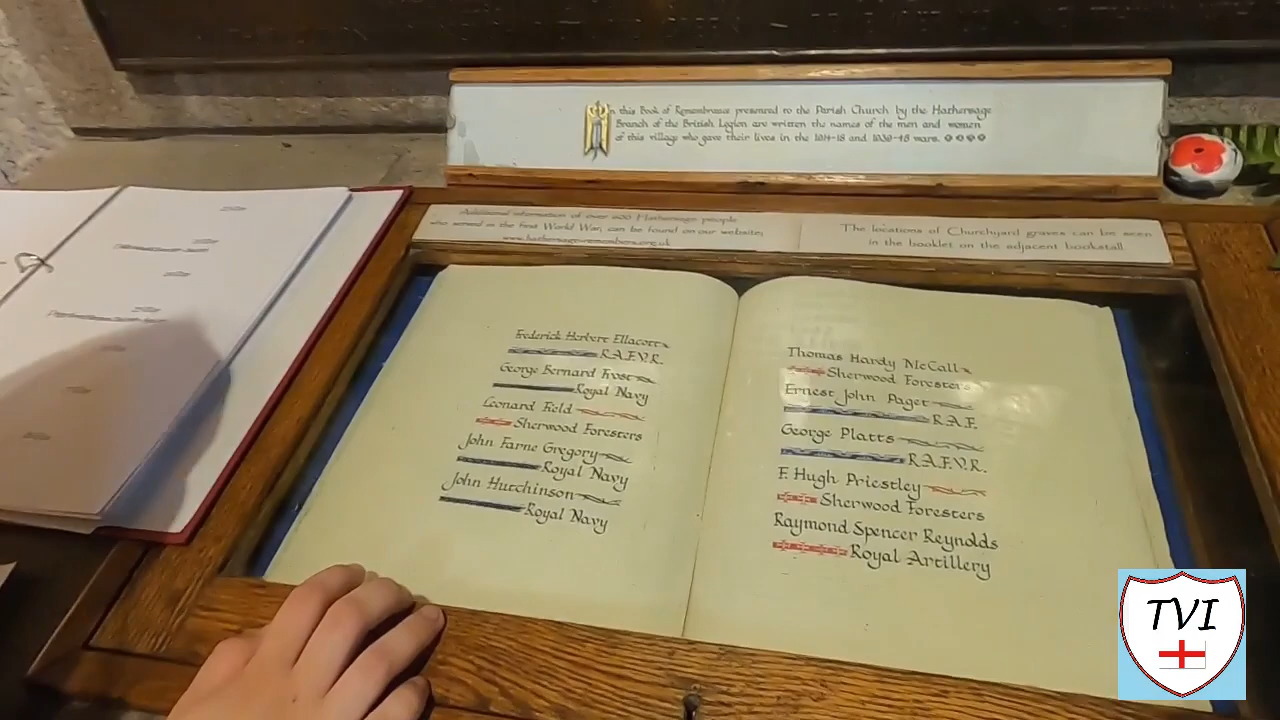 In this Book of Remembrance presented to the Parish Church by the Hathersage
Branch of the British Legion are written the names of the men and women
of this village who gave their lives in the 1914-18 and 1939-45 wars.
Additional information of over 200 Hathersage people
who served in the first World War, can be found on our website;
www.hathersageremembers.org.uk
The locations of Churchyard graves can be seen
in the booklet on the adjacent bookstall
Frederick Herbert Ellacott
R.A.F.V.R.
George Bernard Frost
Royal Navy
Leonard Field
Sherwood Foresters
John Farne Gregory
Royal Navy
John Hutchinson
Royal Navy
Thomas Hardy McCall
Sherwood Foresters
Ernest John Paget
R.A.F.
George Platts
R.A.F.V.R.
F. Hugh Priestley
Sherwood Foresters
Raymond Spencer Reynolds
Royal Artillery
TVI